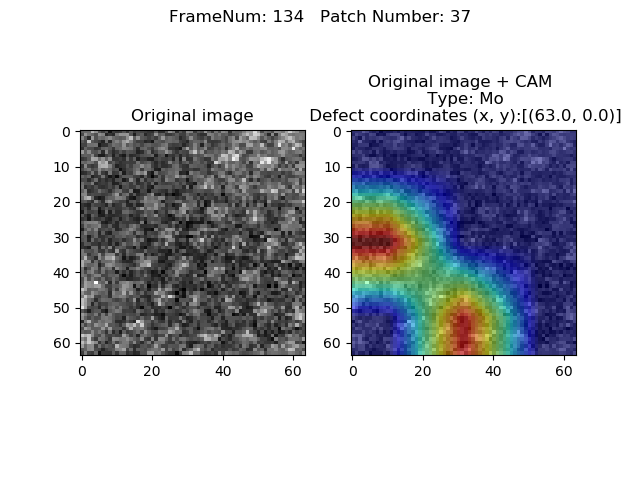 FrameNum: 134   Patch Number: 37
Original image
0
10
20
30
40
50
60
0 20 40 60
Original image + CAM
Type: Mo
Defect coordinates (x, y):[(63.0, 0.0)]
0
10
20
30
40
50
60
0 20 40 60